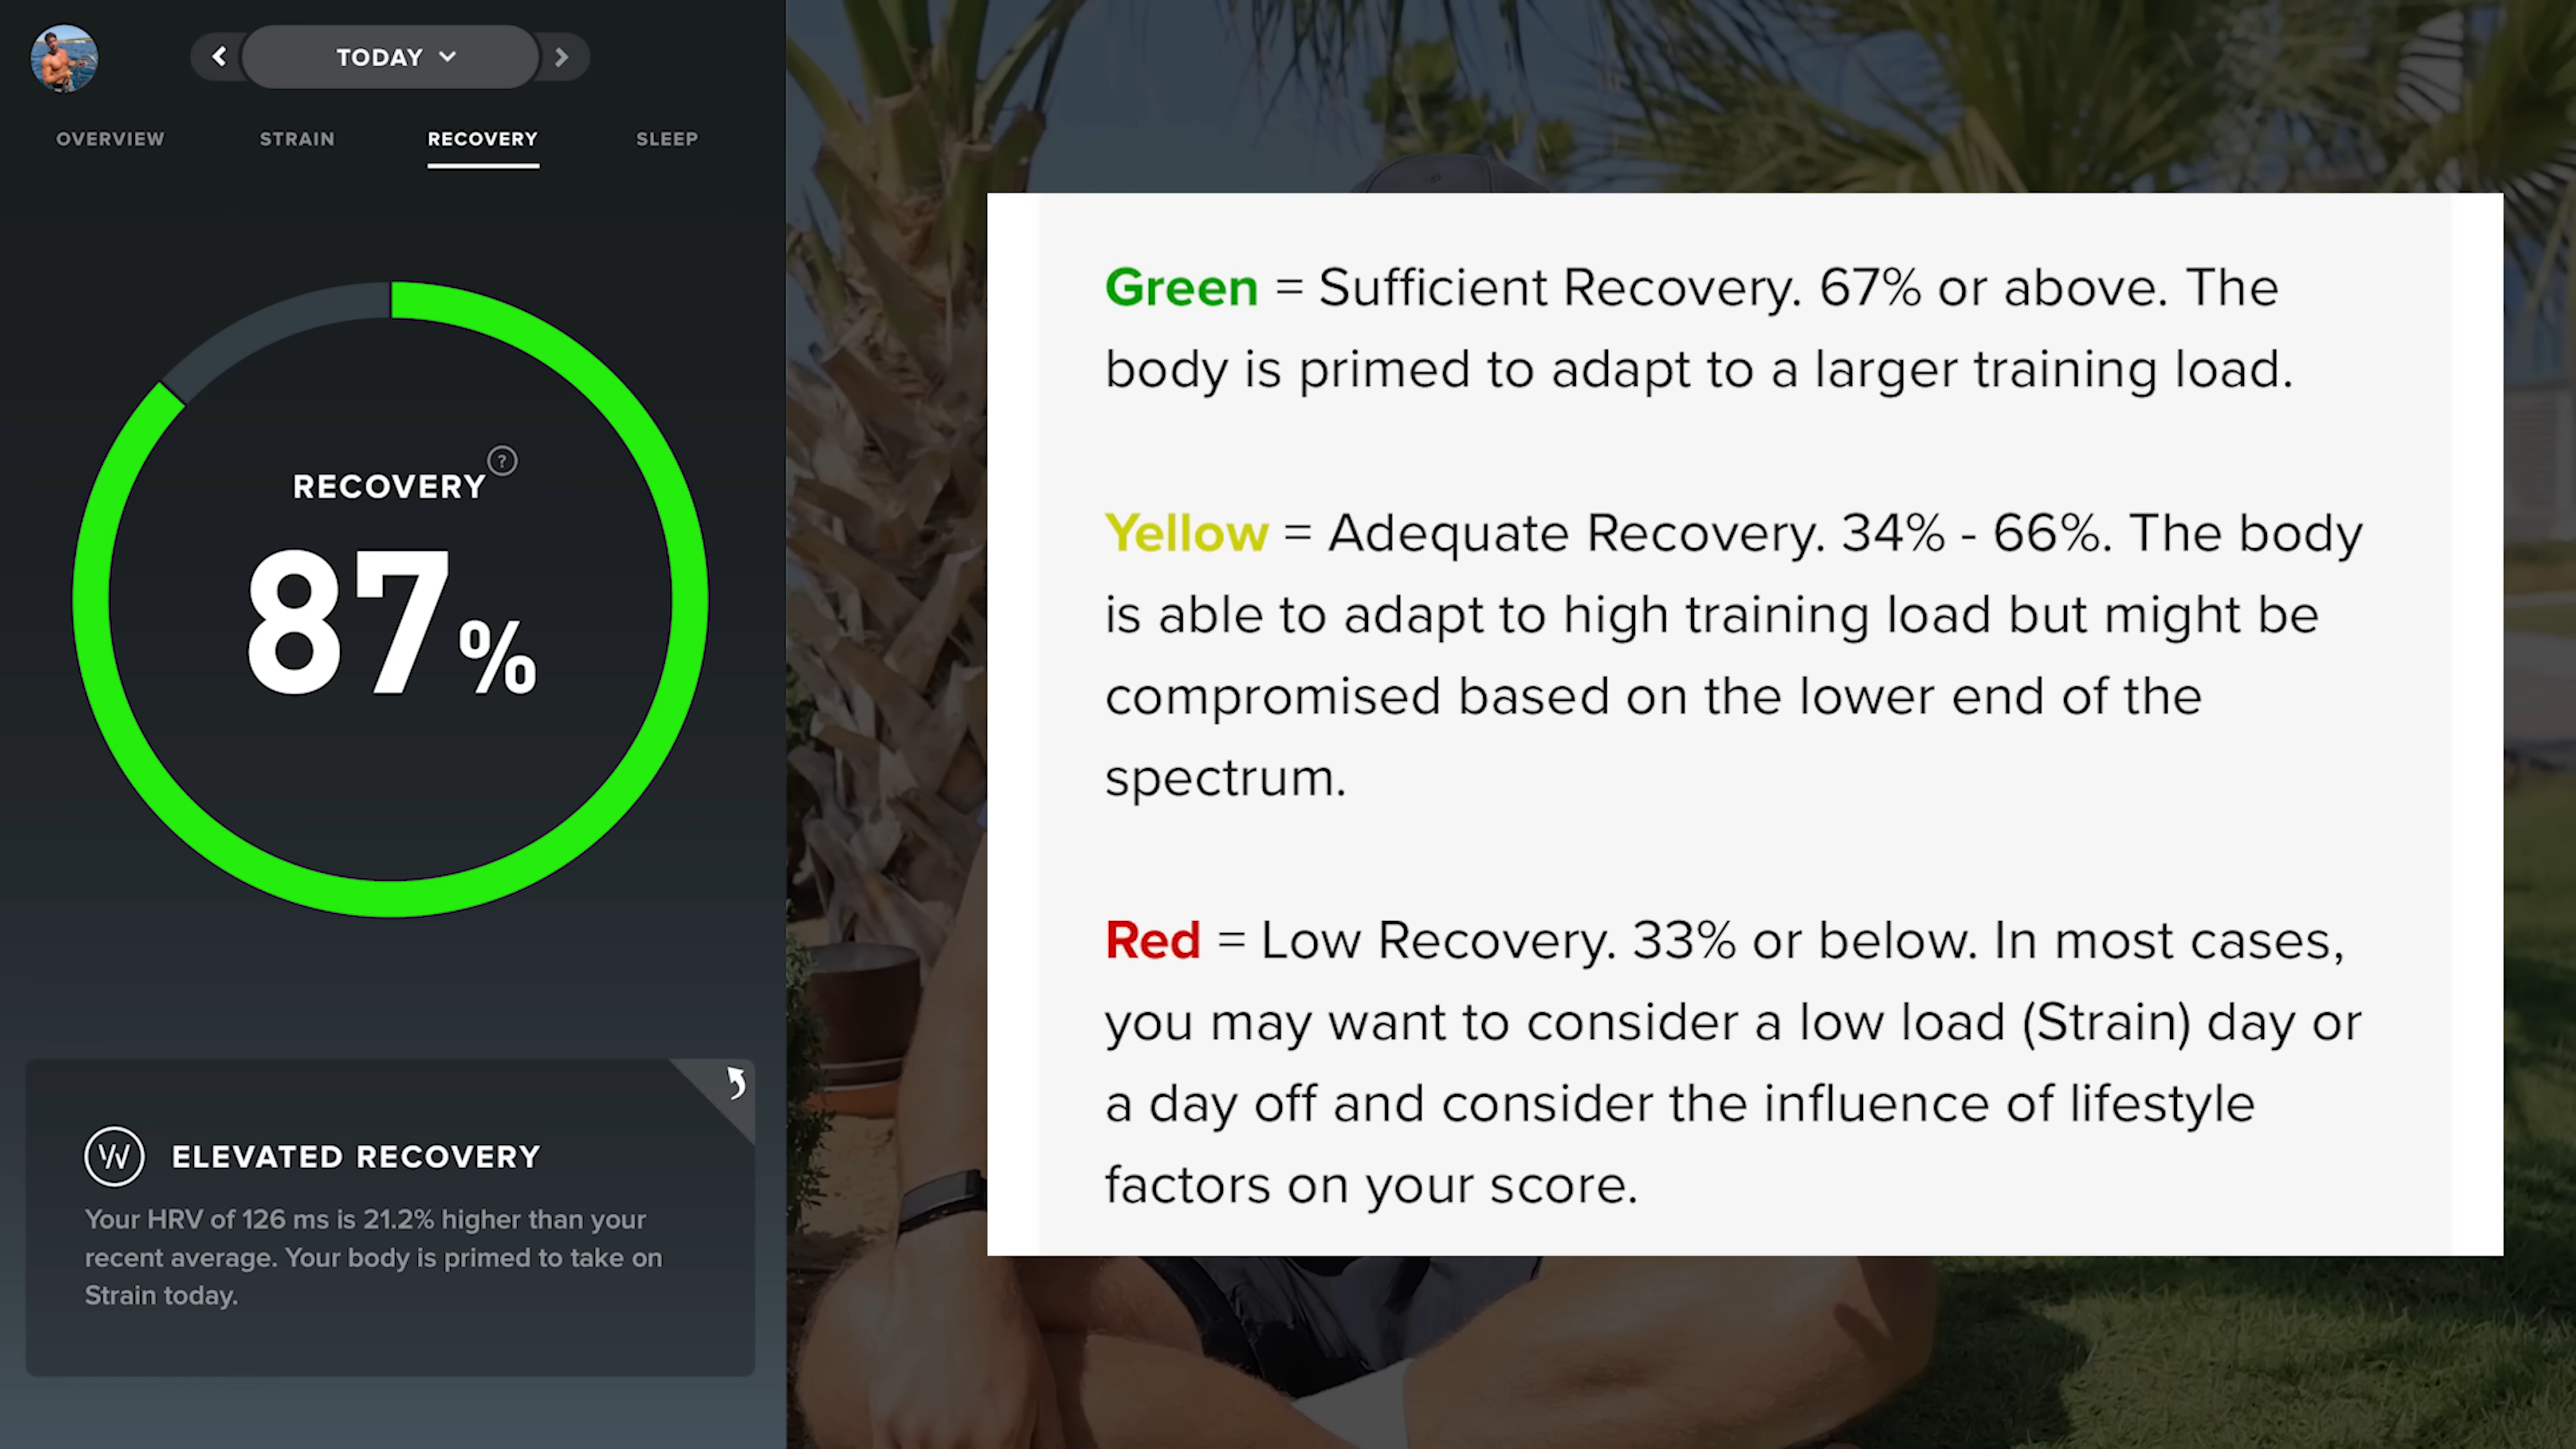 TODAY
OVERVIEW STRAIN RECOVERY SLEEP
RECOVERY ?
87%
W ELEVATED RECOVERY
Your HRV of 126 ms is 21.2% higher than your
recent average. Your body is primed to take on
Strain today.
Green = Sufficient Recovery. 67% or above. The
body is primed to adapt to a larger training load.
Yellow = Adequate Recovery. 34% - 66%. The body
is able to adapt to high training load but might be
compromised based on the lower end of the
spectrum.
Red = Low Recovery. 33% or below. In most cases,
you may want to consider a low load (Strain) day or
a day off and consider the influence of lifestyle
factors on your score.